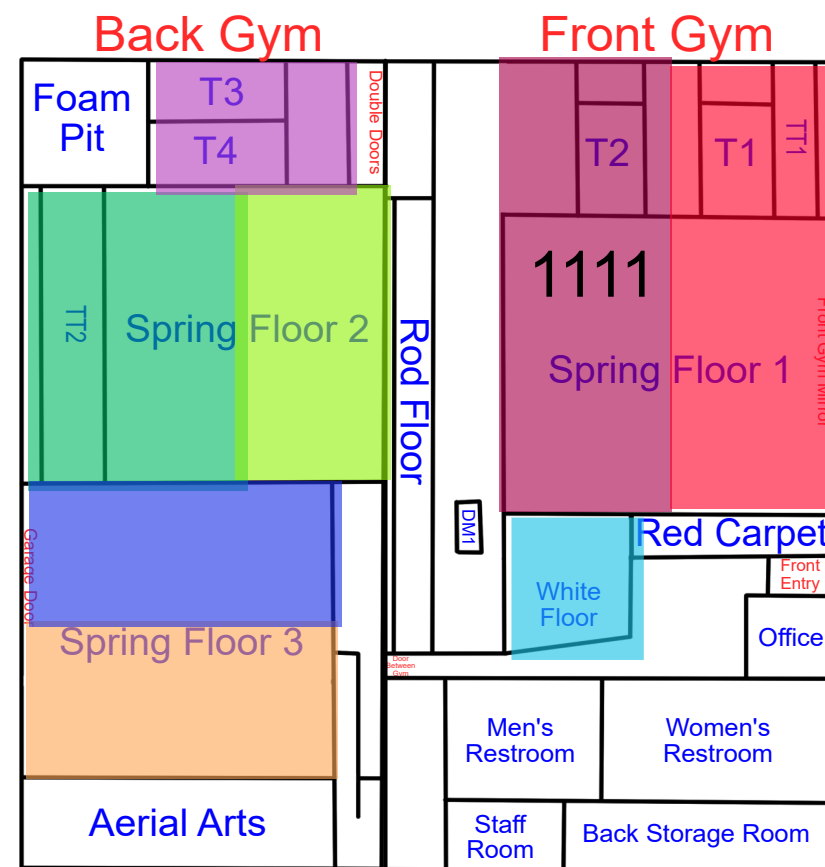 Back Gym
Front Gym
Foam
Pit
T3
T4
Double Doors
T2
T1
TT1
1111
TT2
Spring Floor 2
Rod Floor
Spring Floor 1
Front Gym Mirror
DM1
Red Carpet
Garage Door
White
Floor
Front
Entry
Spring Floor 3
Office
Door
Between
Gym
Men's
Restroom
Women's
Restroom
Aerial Arts
Staff
Room
Back Storage Room